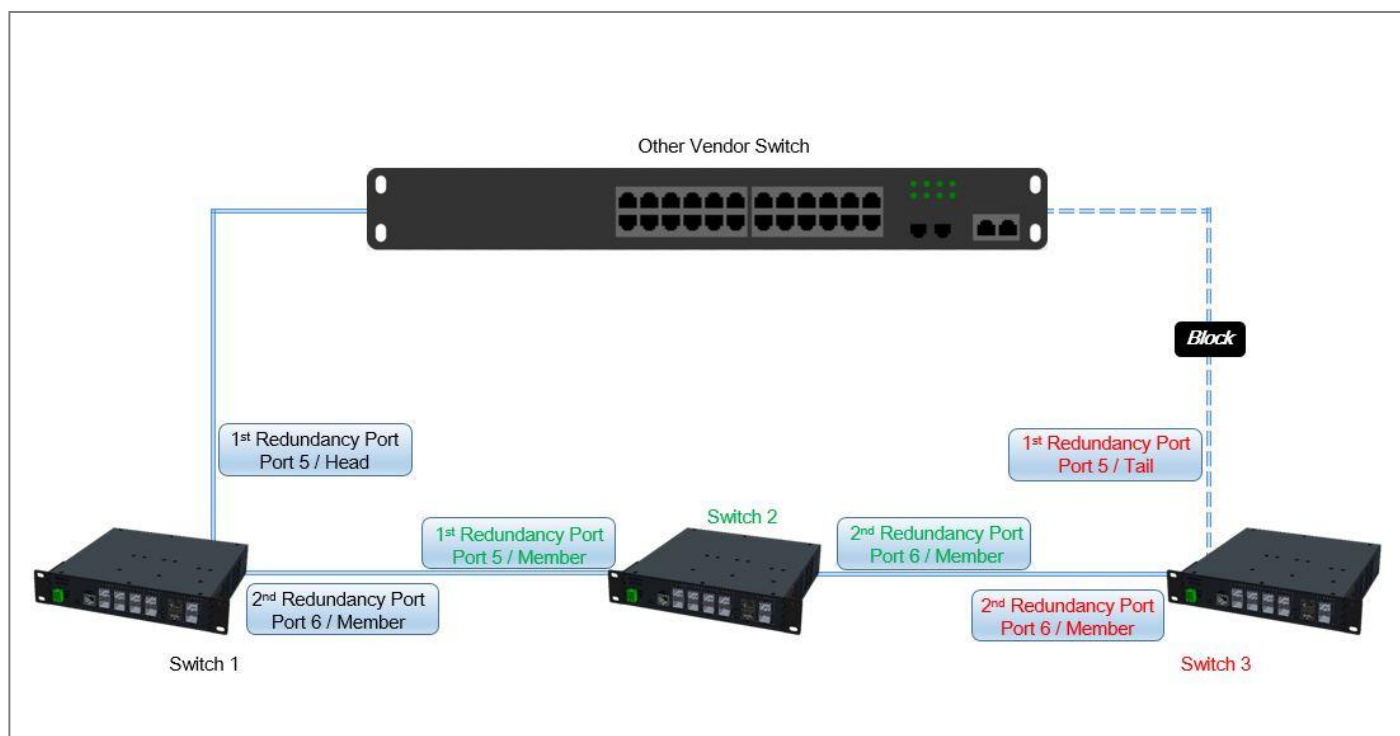 Other Vendor Switch
Block
1st Redundancy Port
Port 5 / Head
1st Redundancy Port
Port 5 / Tail
Switch 2
1st Redundancy Port
Port 5 / Member
2nd Redundancy Port
Port 6 / Member
2nd Redundancy Port
Port 6 / Member
2nd Redundancy Port
Port 6 / Member
Switch 1
Switch 3